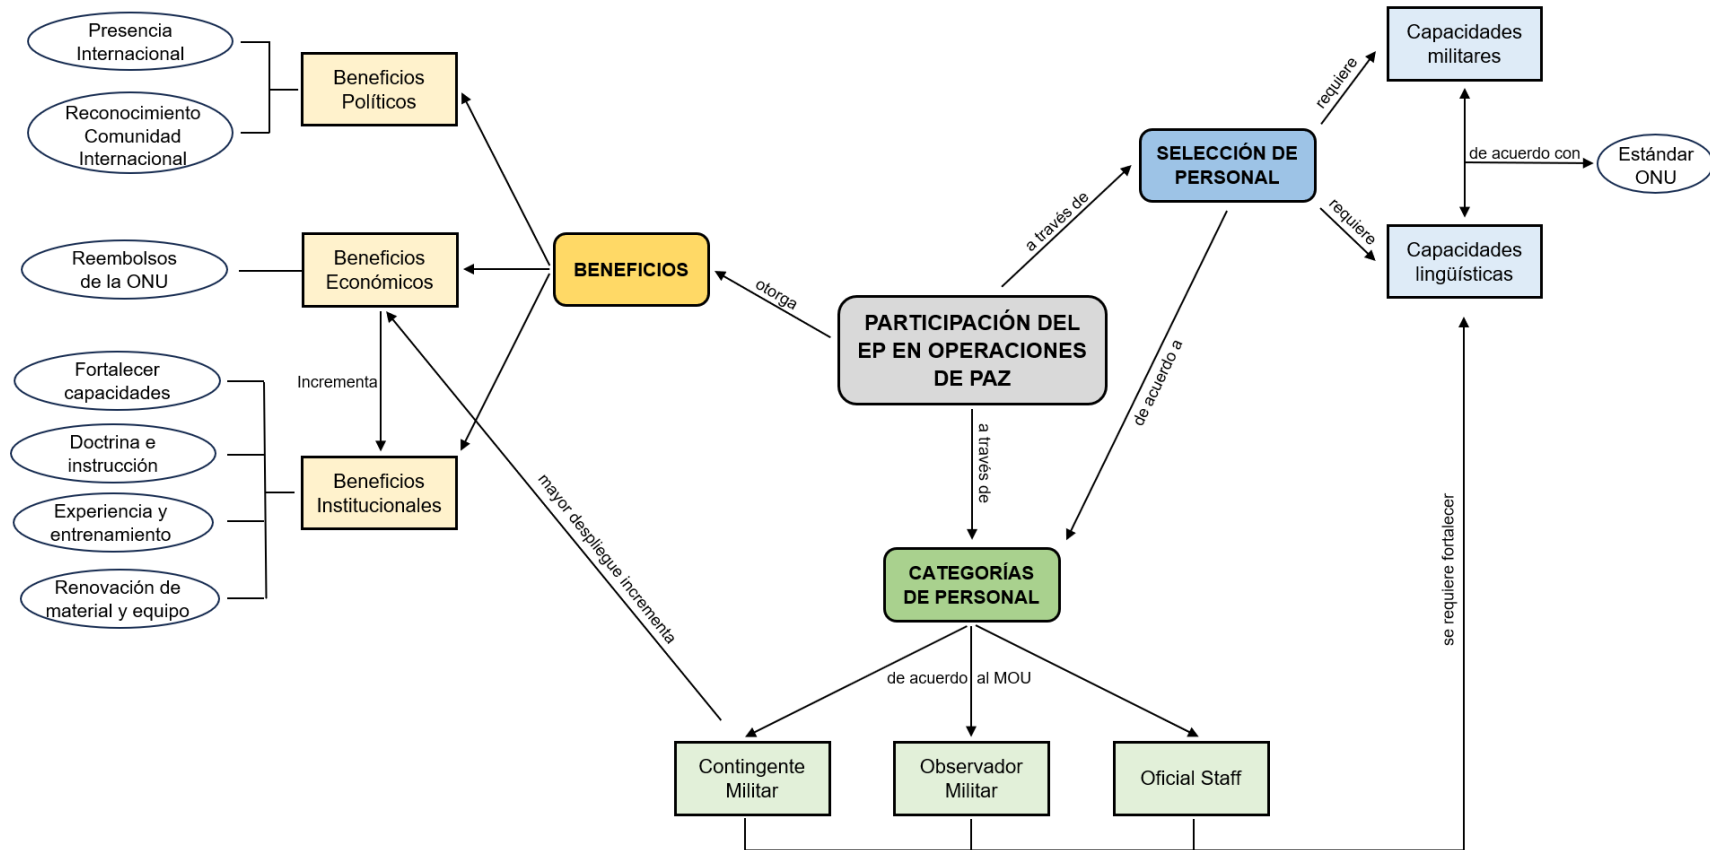 Presencia
Internacional
Reconocimiento
Comunidad
Internacional
Beneficios
Políticos
Reembolsos
de la ONU
Beneficios
Económicos
Incrementa
Fortalecer
capacidades
Doctrina e
instrucción
Experiencia y
entrenamiento
Renovación de
material y equipo
Beneficios
Institucionales
BENEFICIOS
otorga
PARTICIPACIÓN DEL
EP EN OPERACIONES
DE PAZ
a través de
SELECCIÓN DE
PERSONAL
requiere
requiere
Capacidades
militares
de acuerdo con
Estándar
ONU
Capacidades
lingüísticas
de acuerdo a
a través de
mayor despliegue incrementa
CATEGORÍAS
DE PERSONAL
de acuerdo al MOU
se requiere fortalecer
Contingente
Militar
Observador
Militar
Oficial Staff